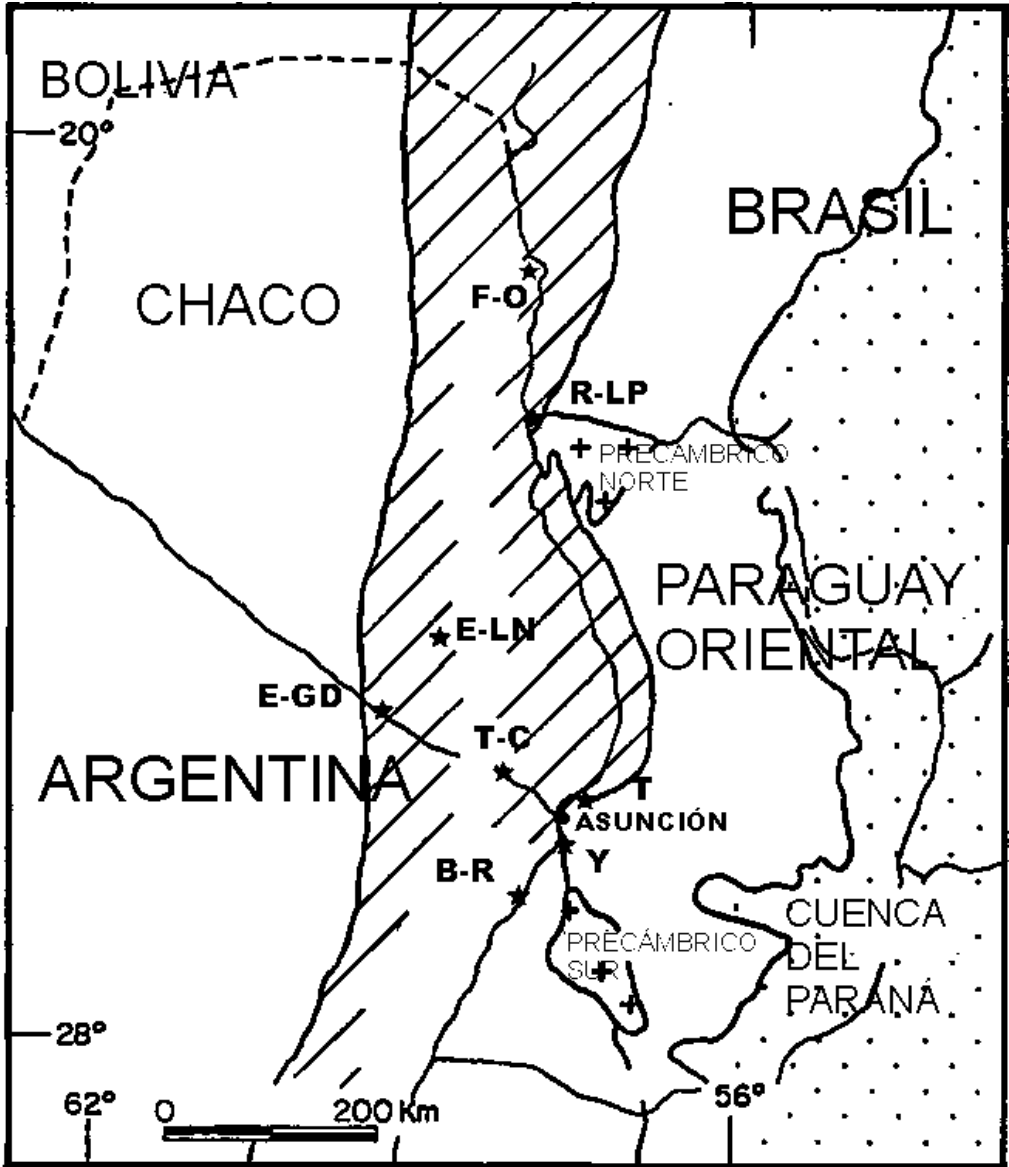 BOLIVIA
20°
BRASIL
CHACO
F-O
R-LP
PRECÁMBRICO
NORTE
PARAGUAY
ORIENTAL
E-LN
E-GD
T-C
ARGENTINA
T
ASUNCIÓN
Y
B-R
CUENCA
DEL
PARANÁ
PRECÁMBRICO
SUR
28°
62°
0
200 Km
56°